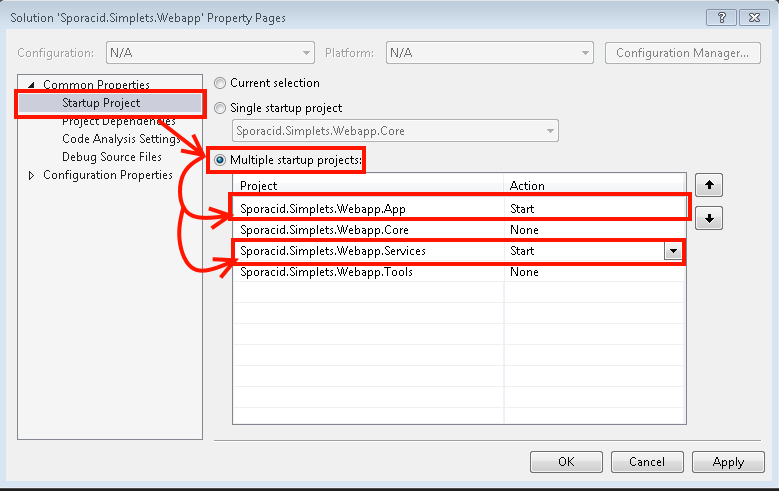 Solution 'Sporacid.Simplets.Webapp' Property Pages
Configuration: N/A Platform: N/A Configuration Manager...
Common Properties
Startup Project
Project Dependencies
Code Analysis Settings
Debug Source Files
Configuration Properties
Current selection
Single startup project
Sporacid.Simplets.Webapp.Core
Multiple startup projects:
Project Action
Sporacid.Simplets.Webapp.App Start
Sporacid.Simplets.Webapp.Core None
Sporacid.Simplets.Webapp.Services Start
Sporacid.Simplets.Webapp.Tools None
OK Cancel Apply